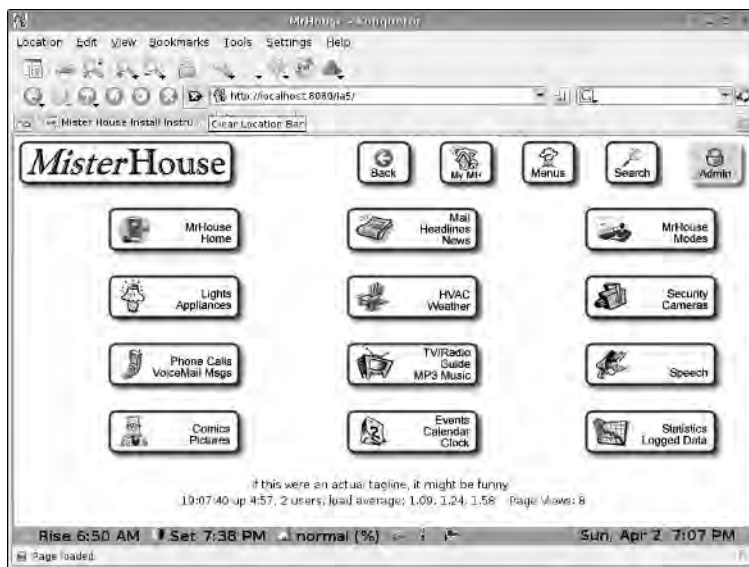 MrHouse - Konqueror
Location Edit View Bookmarks Tools Settings Help
http://localhost:8080/ia5/
Mister House Install Instru
Clear Location Bar
MisterHouse
Back
My MH
Menus
Search
Admin
MrHouse
Home
Mail
Headlines
News
MrHouse
Modes
Lights
Appliances
HVAC
Weather
Security
Cameras
Phone Calls
VoiceMail Msgs
TV/Radio
Guide
MP3 Music
Speech
Comics
Pictures
Events
Calendar
Clock
Statistics
Logged Data
If this were an actual tagline, it might be funny
19:07:40 up 4:57, 2 users, load average: 1.09, 1.24, 1.58 Page Views: 8
Rise 6:50 AM Set 7:38 PM normal (%) Sun, Apr 2 7:07 PM
Page loaded.